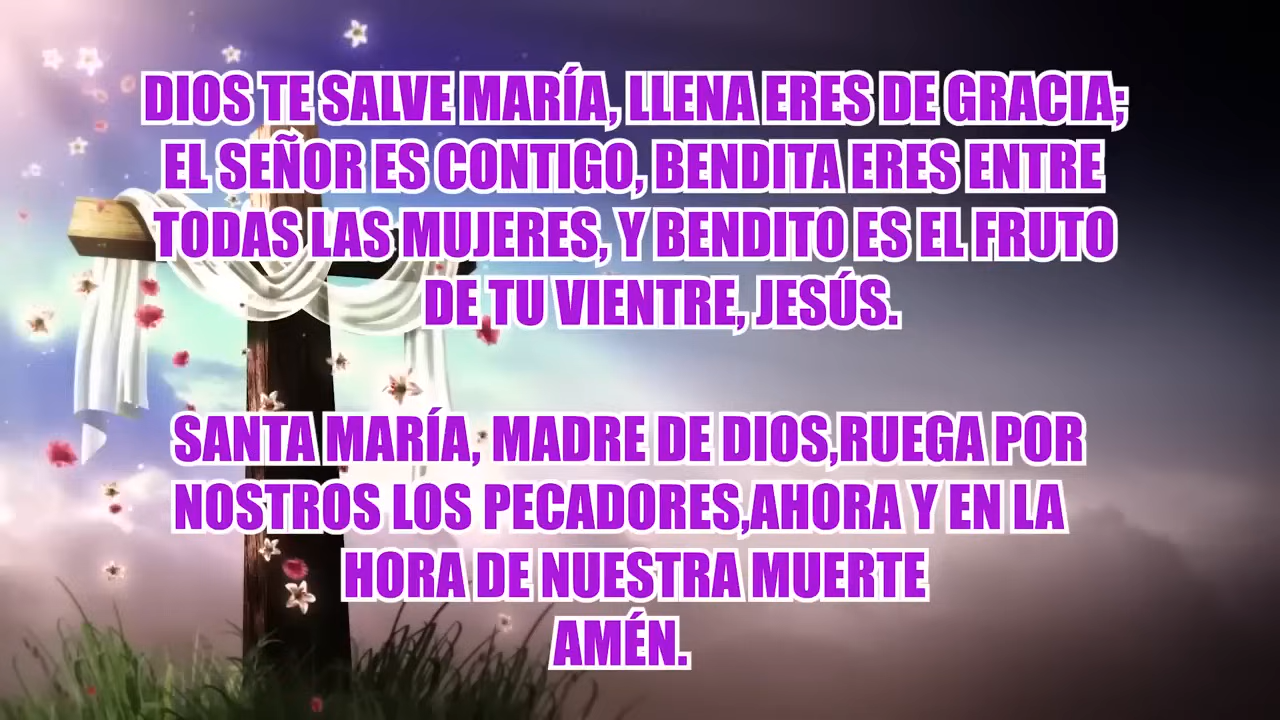 DIOS TE SALVE MARÍA, LLENA ERES DE GRACIA;
EL SEÑOR ES CONTIGO, BENDITA ERES ENTRE
TODAS LAS MUJERES, Y BENDITO ES EL FRUTO
DE TU VIENTRE, JESÚS.
SANTA MARÍA, MADRE DE DIOS,RUEGA POR
NOSTROS LOS PECADORES,AHORA Y EN LA
HORA DE NUESTRA MUERTE
AMÉN.